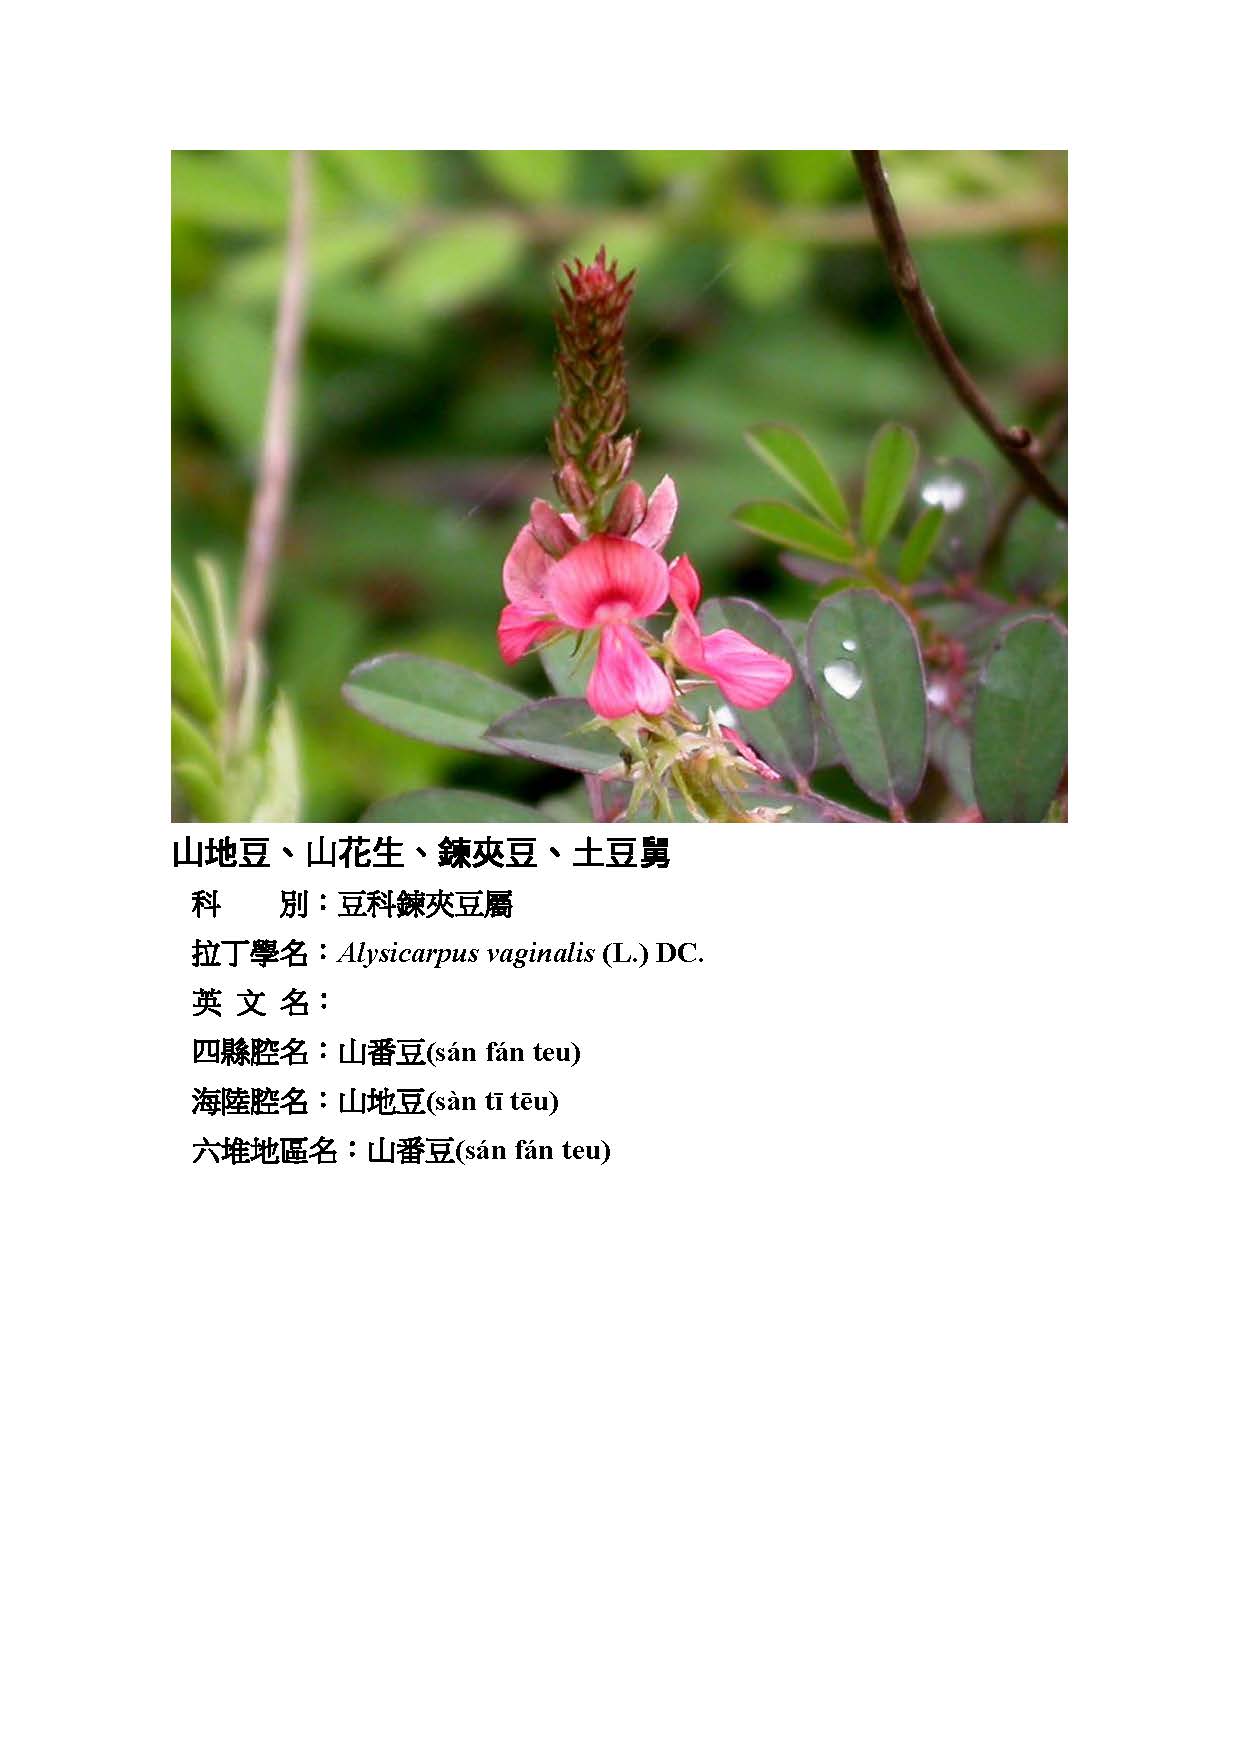 山地豆、山花生、鍊夾豆、土豆舅
科　　別：豆科鍊夾豆屬
拉丁學名：Alysicarpus vaginalis (L.) DC.
英 文 名：
四縣腔名：山番豆(sán fán teu)
海陸腔名：山地豆(sàn tī tēu)
六堆地區名：山番豆(sán fán teu)